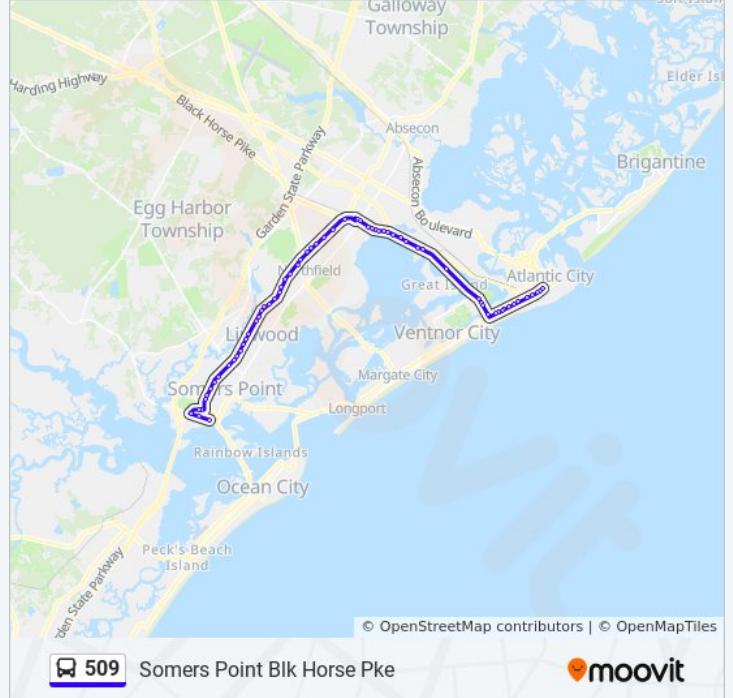 Galloway
Township
Harding Highway
Black Horse Pike
Garden State Parkway
Absecon
Absecon Boulevard
Brigantine
Egg Harbor
Township
Northfield
Great Island
Atlantic City
Linwood
Ventnor City
Somers Point
Margate City
Longport
Rainbow Islands
Ocean City
Peck's Beach
Island
den State Parkway
Elder Isl
© OpenStreetMap contributors | © OpenMapTiles
509 Somers Point Blk Horse Pke
moovit